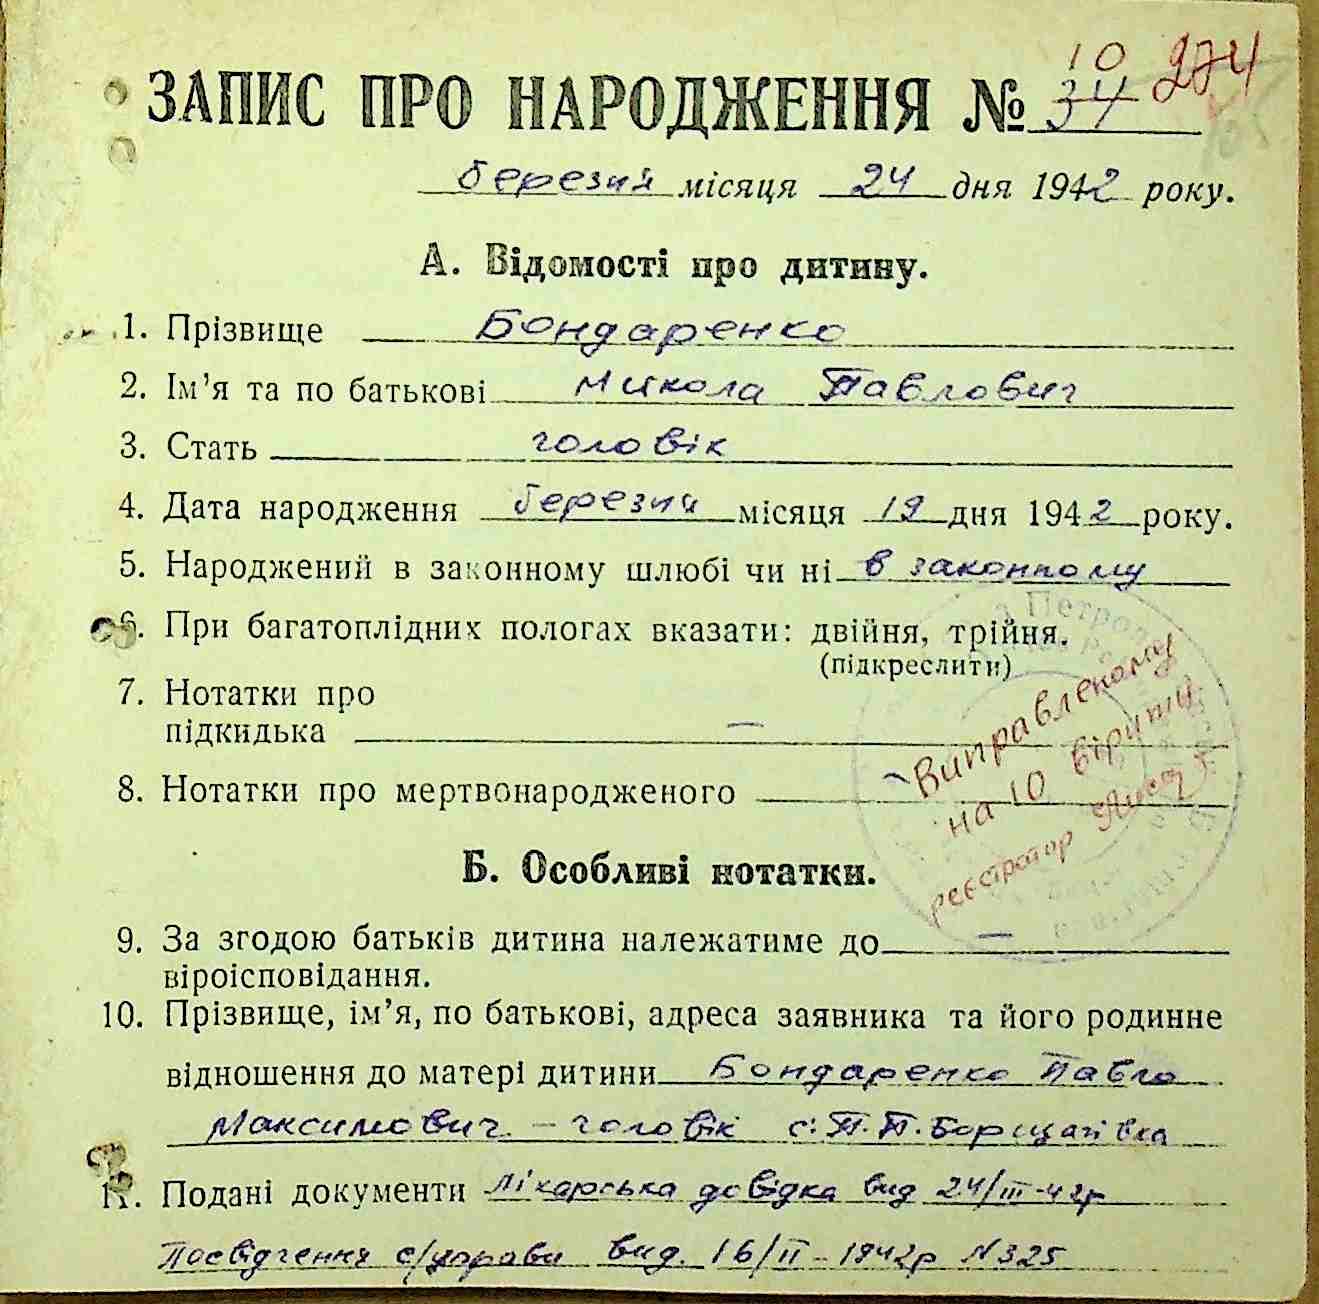 ЗАПИС ПРО НАРОДЖЕННЯ № 34 10 274
березня місяця 24 дня 1942 року.
А. Відомості про дитину.
1. Прізвище Бондаренко
2. Ім’я та по батькові Микола Павлович
3. Стать чоловік
4. Дата народження березня місяця 19 дня 1942 року.
5. Народжений в законному шлюбі чи ні в законному
6. При багатоплідних пологах вказати: двійня, трійня.
(підкреслити)
7. Нотатки про
підкидька —
8. Нотатки про мертвонародженого
Виправленому
на 10 вірити
реєстратор
Б. Особливі нотатки.
9. За згодою батьків дитина належатиме до —
віроісповідання.
10. Прізвище, ім’я, по батькові, адреса заявника та його родинне
відношення до матері дитини Бондаренко Павло
Максимович – чоловік с. П.П. Борщагівка
11. Подані документи Лікарська довідка вид 24/III-42р
Посвідчення с/управи вид. 16/II – 1942р N325